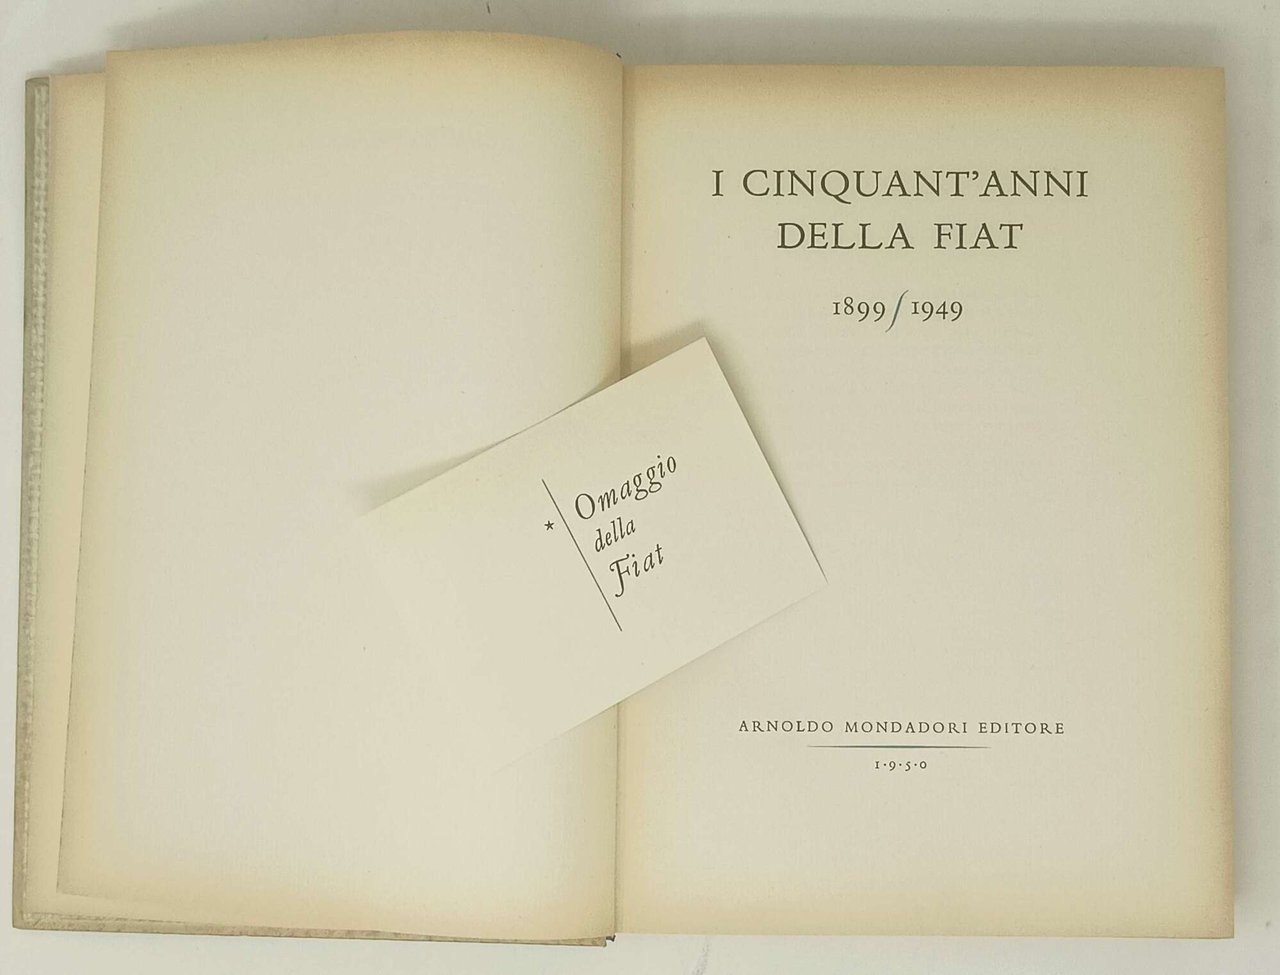 I CINQUANT’ANNI
DELLA FIAT
1899/1949
Omaggio
*
della
Fiat
ARNOLDO MONDADORI EDITORE
1·9·5·0